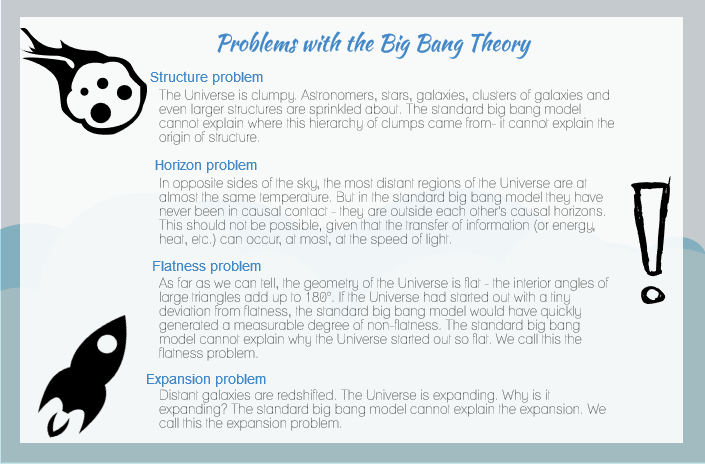 Problems with the Big Bang Theory
Structure problem
The Universe is clumpy. Astronomers, stars, galaxies, clusters of galaxies and
even larger structures are sprinkled about. The standard big bang model
cannot explain where this hierarchy of clumps came from- it cannot explain the
origin of structure.
Horizon problem
In opposite sides of the sky, the most distant regions of the Universe are at
almost the same temperature. But in the standard big bang model they have
never been in causal contact - they are outside each other's causal horizons.
This should not be possible, given that the transfer of information (or energy,
heat, etc.) can occur, at most, at the speed of light.
Flatness problem
As far as we can tell, the geometry of the Universe is flat - the interior angles of
large triangles add up to 180°. If the Universe had started out with a tiny
deviation from flatness, the standard big bang model would have quickly
generated a measurable degree of non-flatness. The standard big bang
model cannot explain why the Universe started out so flat. We call this the
flatness problem.
Expansion problem
Distant galaxies are redshifted. The Universe is expanding. Why is it
expanding? The standard big bang model cannot explain the expansion. We
call this the expansion problem.
!